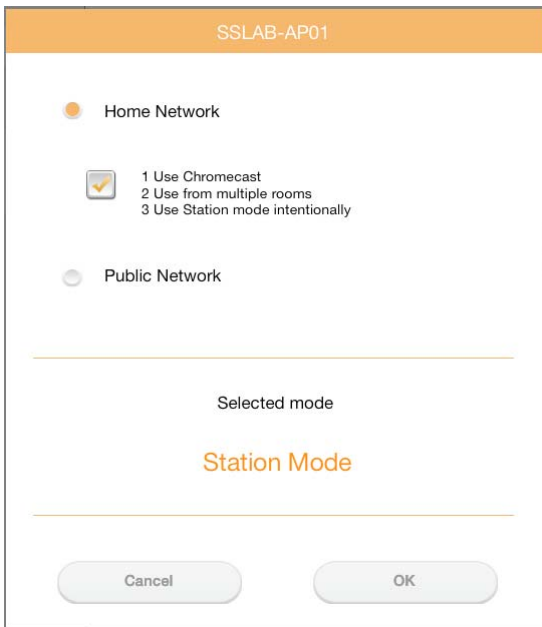 SSLAB-AP01
Home Network
1 Use Chromecast
2 Use from multiple rooms
3 Use Station mode intentionally
Public Network
Selected mode
Station Mode
Cancel
OK